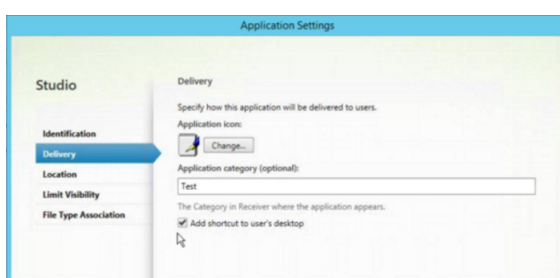 Application Settings
Studio
Identification
Delivery
Location
Limit Visibility
File Type Association
Delivery
Specify how this application will be delivered to users.
Application icon:
Change...
Application category (optional):
Test
The Category in Receiver where the application appears.
Add shortcut to user's desktop